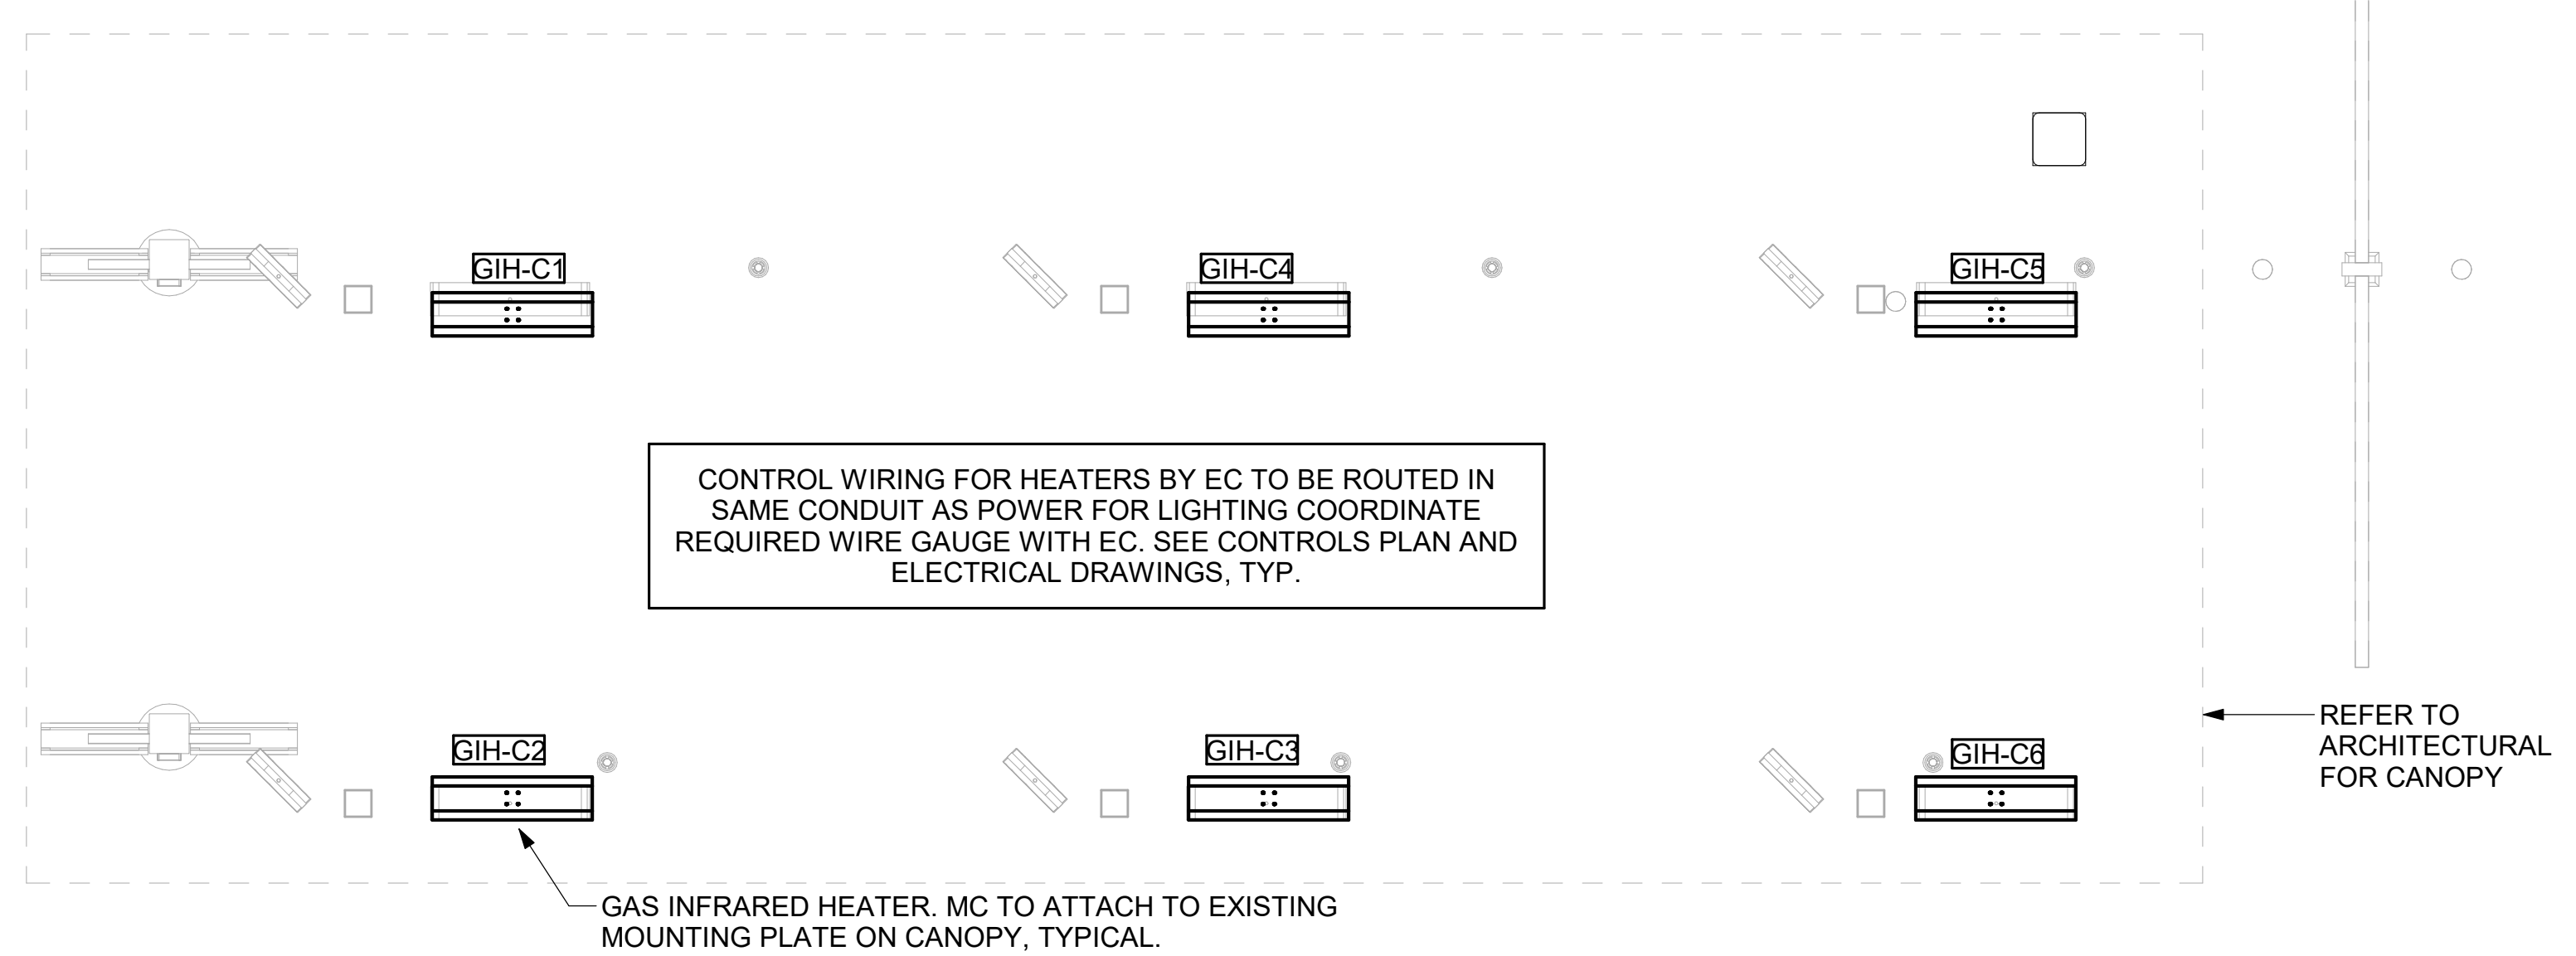 GIH-C1
GIH-C4
GIH-C5
CONTROL WIRING FOR HEATERS BY EC TO BE ROUTED IN
SAME CONDUIT AS POWER FOR LIGHTING COORDINATE
REQUIRED WIRE GAUGE WITH EC. SEE CONTROLS PLAN AND
ELECTRICAL DRAWINGS, TYP.
GIH-C2
GIH-C3
GIH-C6
REFER TO
ARCHITECTURAL
FOR CANOPY
GAS INFRARED HEATER. MC TO ATTACH TO EXISTING
MOUNTING PLATE ON CANOPY, TYPICAL.